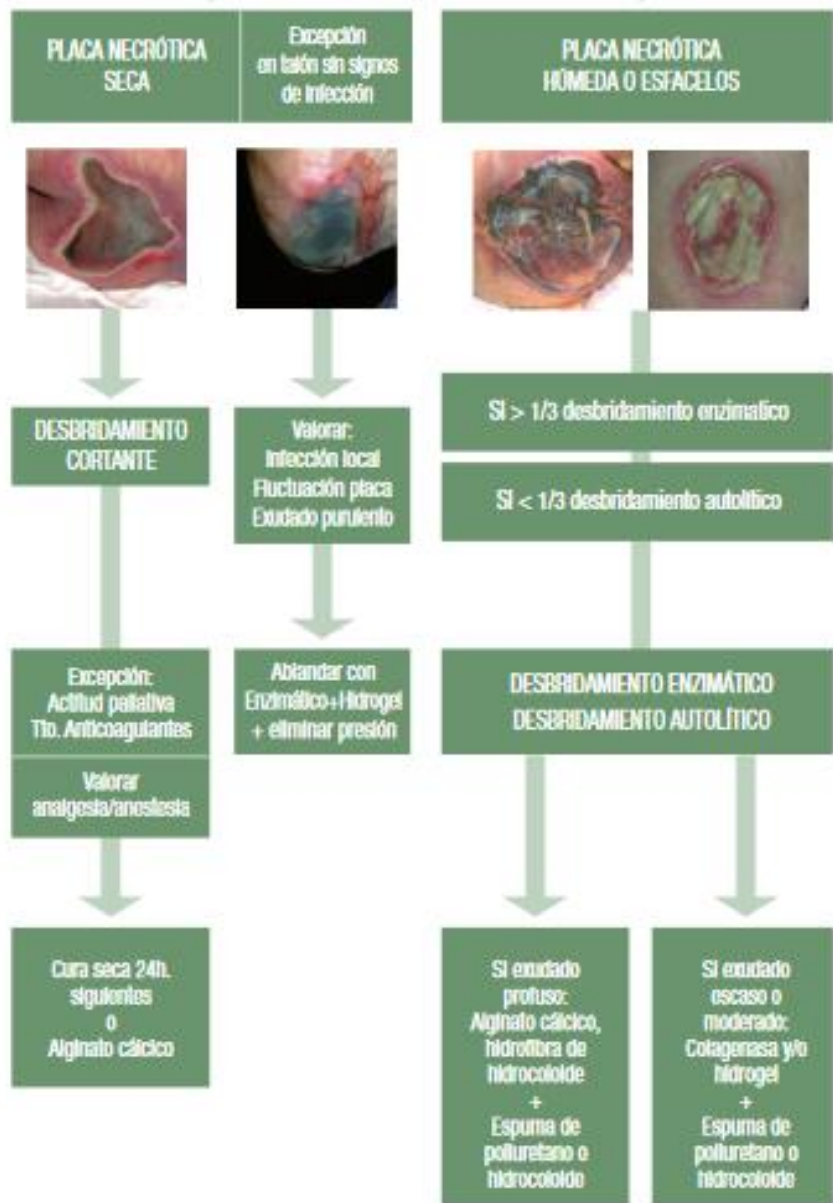 PLACA NECRÓTICA
SECA
Excepción
en talón sin signos
de infección
PLACA NECRÓTICA
HÚMEDA O ESFACELOS
DESBRIDAMIENTO
CORTANTE
Valorar:
Infección local
Fluctuación placa
Exudado purulento
Si > 1/3 desbridamiento enzimatico
Si < 1/3 desbridamiento autolítico
Excepción:
Actitud paliativa
Tto. Anticoagulantes
Valorar
analgesia/anestesia
Ablandar con
Enzimático+Hidrogel
+ eliminar presión
DESBRIDAMIENTO ENZIMÁTICO
DESBRIDAMIENTO AUTOLÍTICO
Cura seca 24h.
siguientes
o
Alginato cálcico
Si exudado
profuso:
Alginato cálcico,
hidrofibra de
hidrocoloide
+
Espuma de
poliuretano o
hidrocoloide
Si exudado
escaso o
moderado:
Colagenasa y/o
hidrogel
+
Espuma de
poliuretano o
hidrocoloide